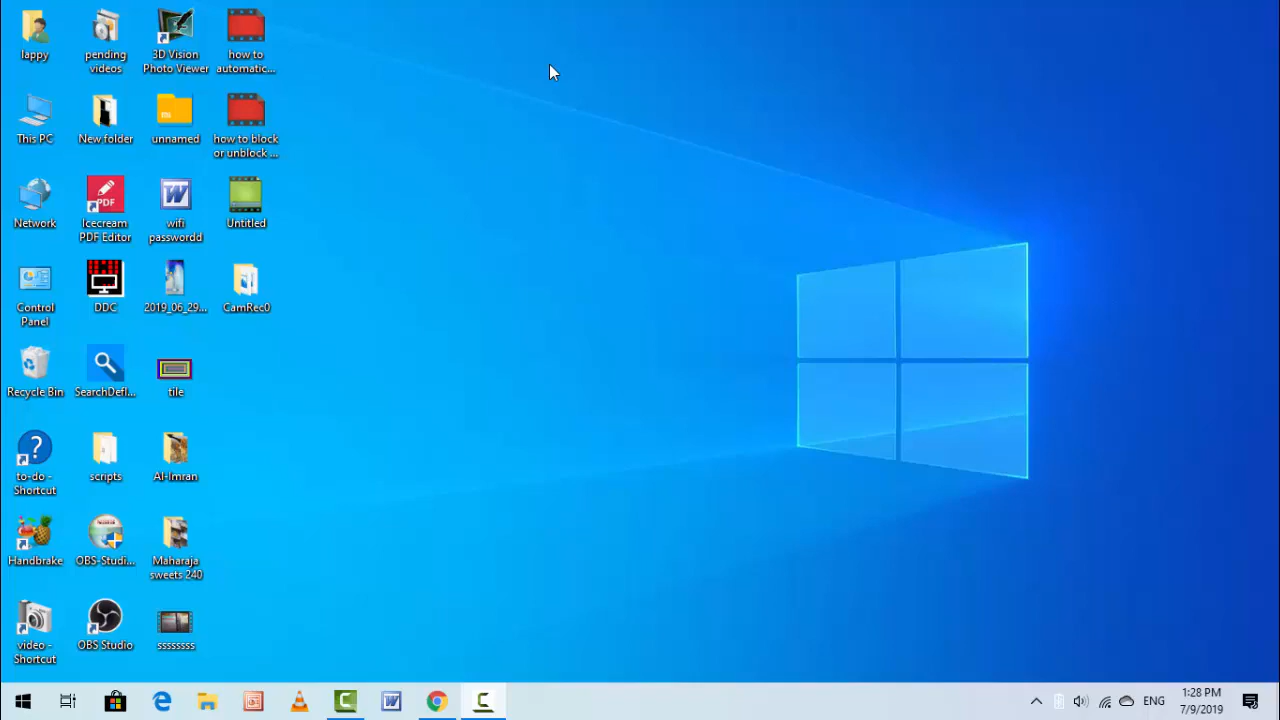 lappy
pending
videos
3D Vision
Photo Viewer
how to
automatic...
This PC
New folder
unnamed
how to block
or unblock ...
Network
PDF
Icecream
PDF Editor
W
wifi
passwordd
Untitled
Control
Panel
DDC
2019_06_29...
CamRec0
Recycle Bin
SearchDefl...
tile
to-do -
Shortcut
scripts
Al-Imran
Handbrake
OBS-Studi...
Maharaja
sweets 240
video -
Shortcut
OBS Studio
ssssssss
ENG
1:28 PM
7/9/2019